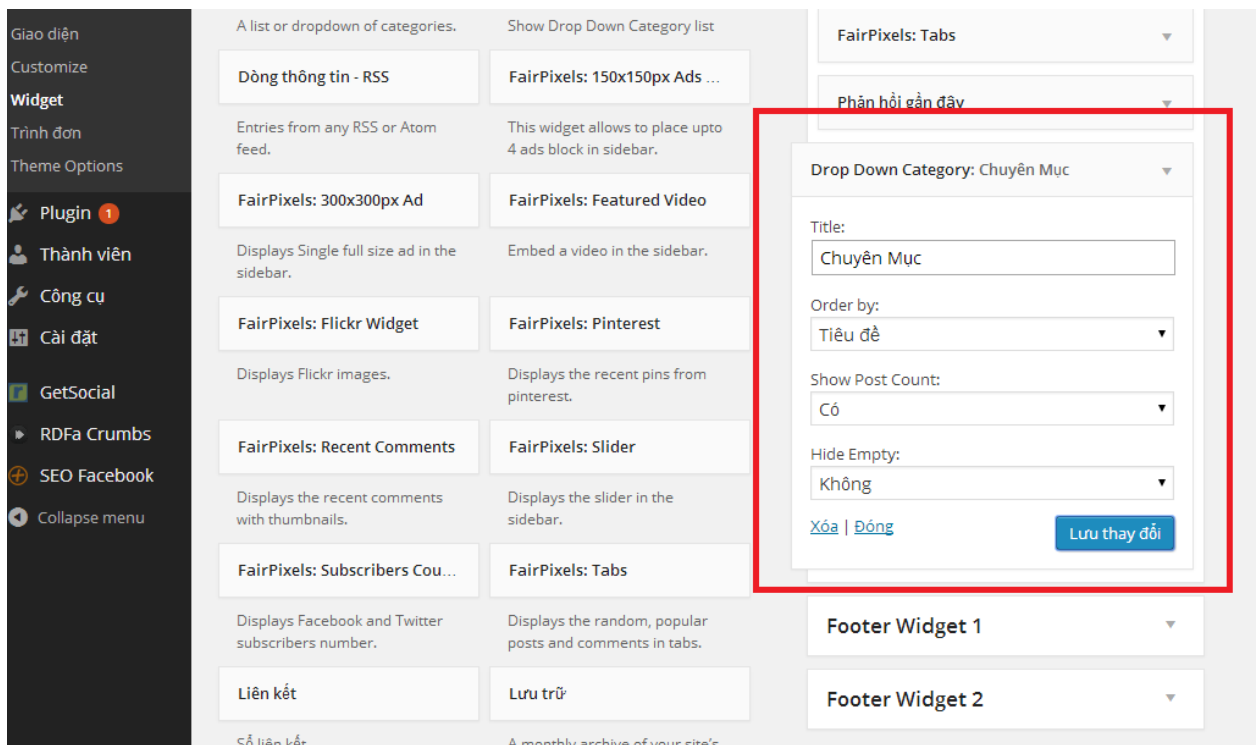 Giao diện
Customize
Widget
Trình đơn
Theme Options
Plugin 1
Thành viên
Công cụ
Cài đặt
GetSocial
RDFa Crumbs
SEO Facebook
Collapse menu
A list or dropdown of categories.
Dòng thông tin - RSS
Entries from any RSS or Atom
feed.
FairPixels: 300x300px Ad
Displays Single full size ad in the
sidebar.
FairPixels: Flickr Widget
Displays Flickr images.
FairPixels: Recent Comments
Displays the recent comments
with thumbnails.
FairPixels: Subscribers Cou...
Displays Facebook and Twitter
subscribers number.
Liên kết
Sổ liên kết
Show Drop Down Category list
FairPixels: 150x150px Ads ...
This widget allows to place upto
4 ads block in sidebar.
FairPixels: Featured Video
Embed a video in the sidebar.
FairPixels: Pinterest
Displays the recent pins from
pinterest.
FairPixels: Slider
Displays the slider in the
sidebar.
FairPixels: Tabs
Displays the random, popular
posts and comments in tabs.
Lưu trữ
A monthly archive of your site's
FairPixels: Tabs
Phản hồi gần đây
Drop Down Category: Chuyên Mục
Title:
Chuyên Mục
Order by:
Tiêu đề
Show Post Count:
Có
Hide Empty:
Không
Xóa | Đóng
Lưu thay đổi
Footer Widget 1
Footer Widget 2